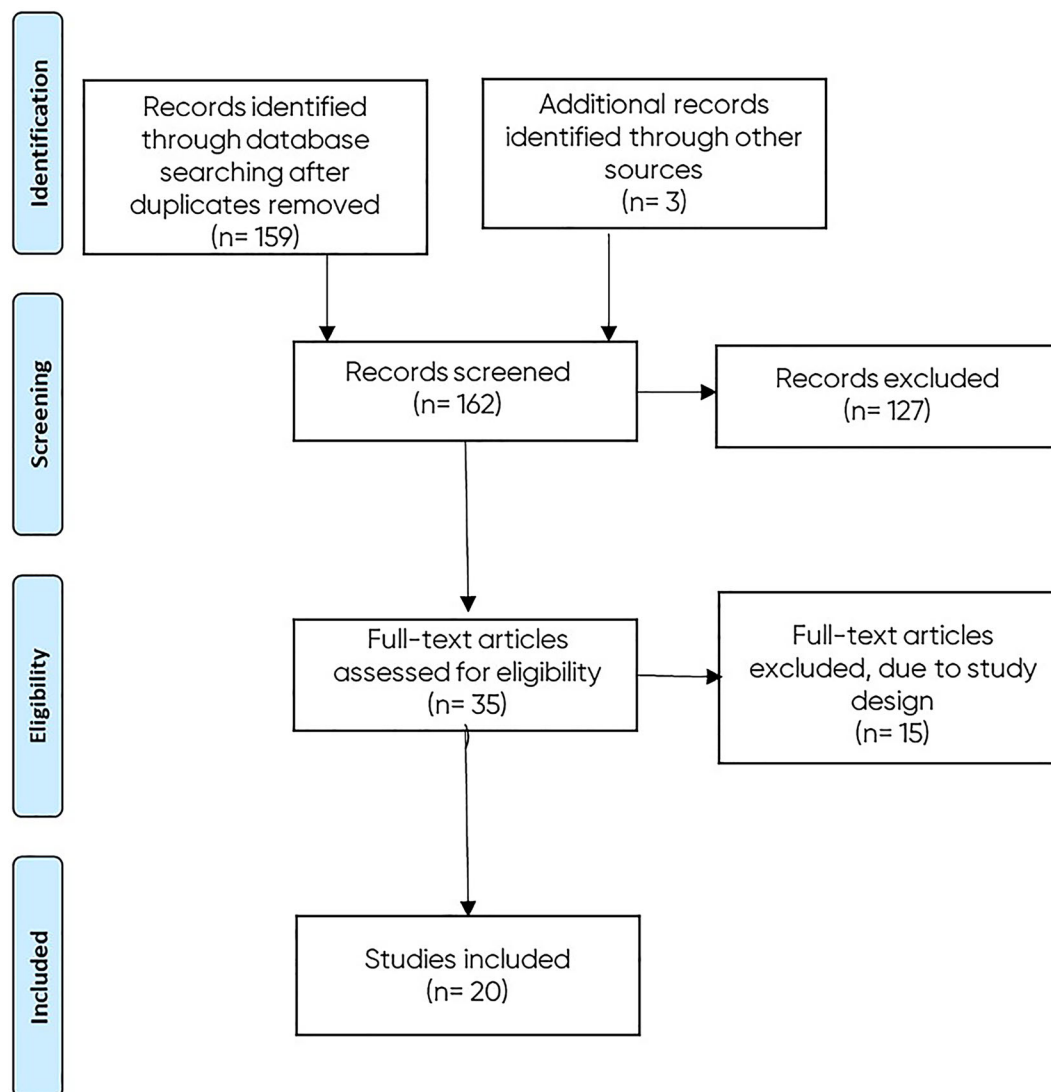 Identification
Records identified
through database
searching after
duplicates removed
(n= 159)
Additional records
identified through other
sources
(n= 3)
Screening
Records screened
(n= 162)
Records excluded
(n= 127)
Eligibility
Full-text articles
assessed for eligibility
(n= 35)
Full-text articles
excluded, due to study
design
(n= 15)
Included
Studies included
(n= 20)